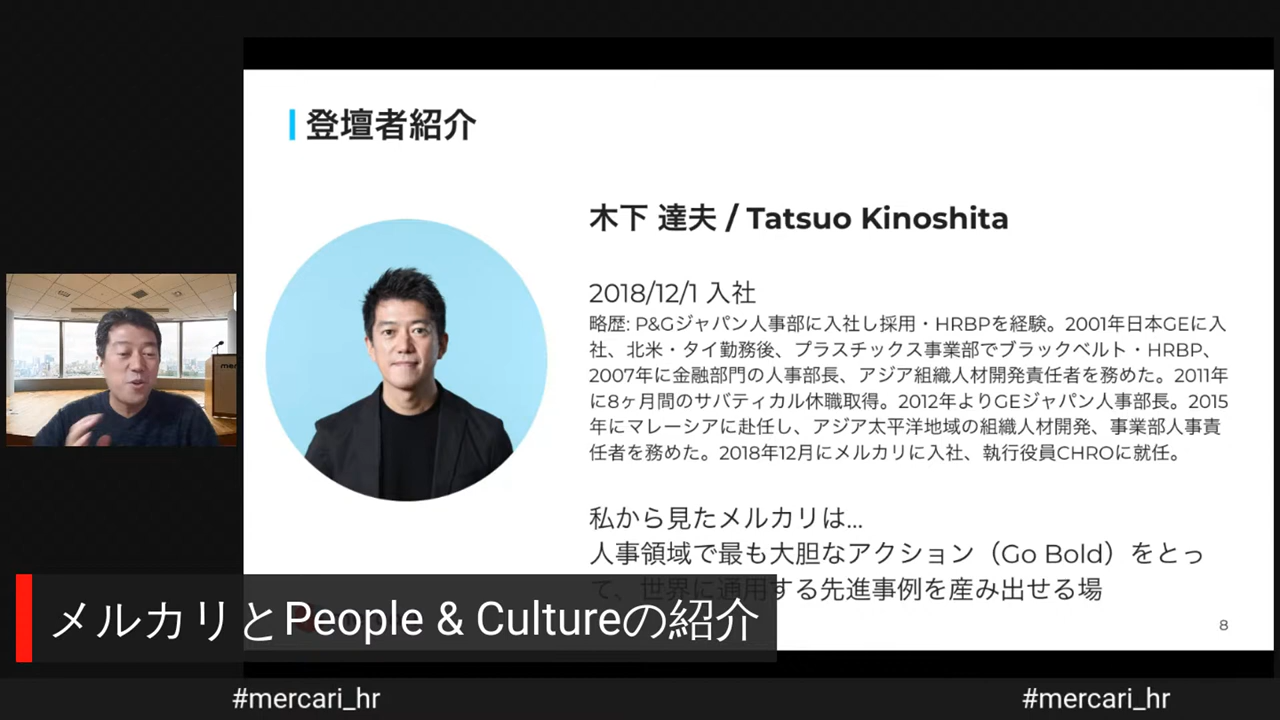 登壇者紹介
木下 達夫 / Tatsuo Kinoshita
2018/12/1 入社
略歴: P&Gジャパン人事部に入社し採用・HRBPを経験。2001年日本GEに入
社、北米・タイ勤務後、プラスチックス事業部でブラックベルト・HRBP、
2007年に金融部門の人事部長、アジア組織人材開発責任者を務めた。2011年
に8ヶ月間のサバティカル休職取得。2012年よりGEジャパン人事部長。2015
年にマレーシアに赴任し、アジア太平洋地域の組織人材開発、事業部人事責
任者を務めた。2018年12月にメルカリに入社、執行役員CHROに就任。
私から見たメルカリは...
人事領域で最も大胆なアクション（Go Bold）をとっ
て、世界に通用する先進事例を産み出せる場
8
mer
メルカリとPeople & Cultureの紹介
#mercari_hr
#mercari_hr